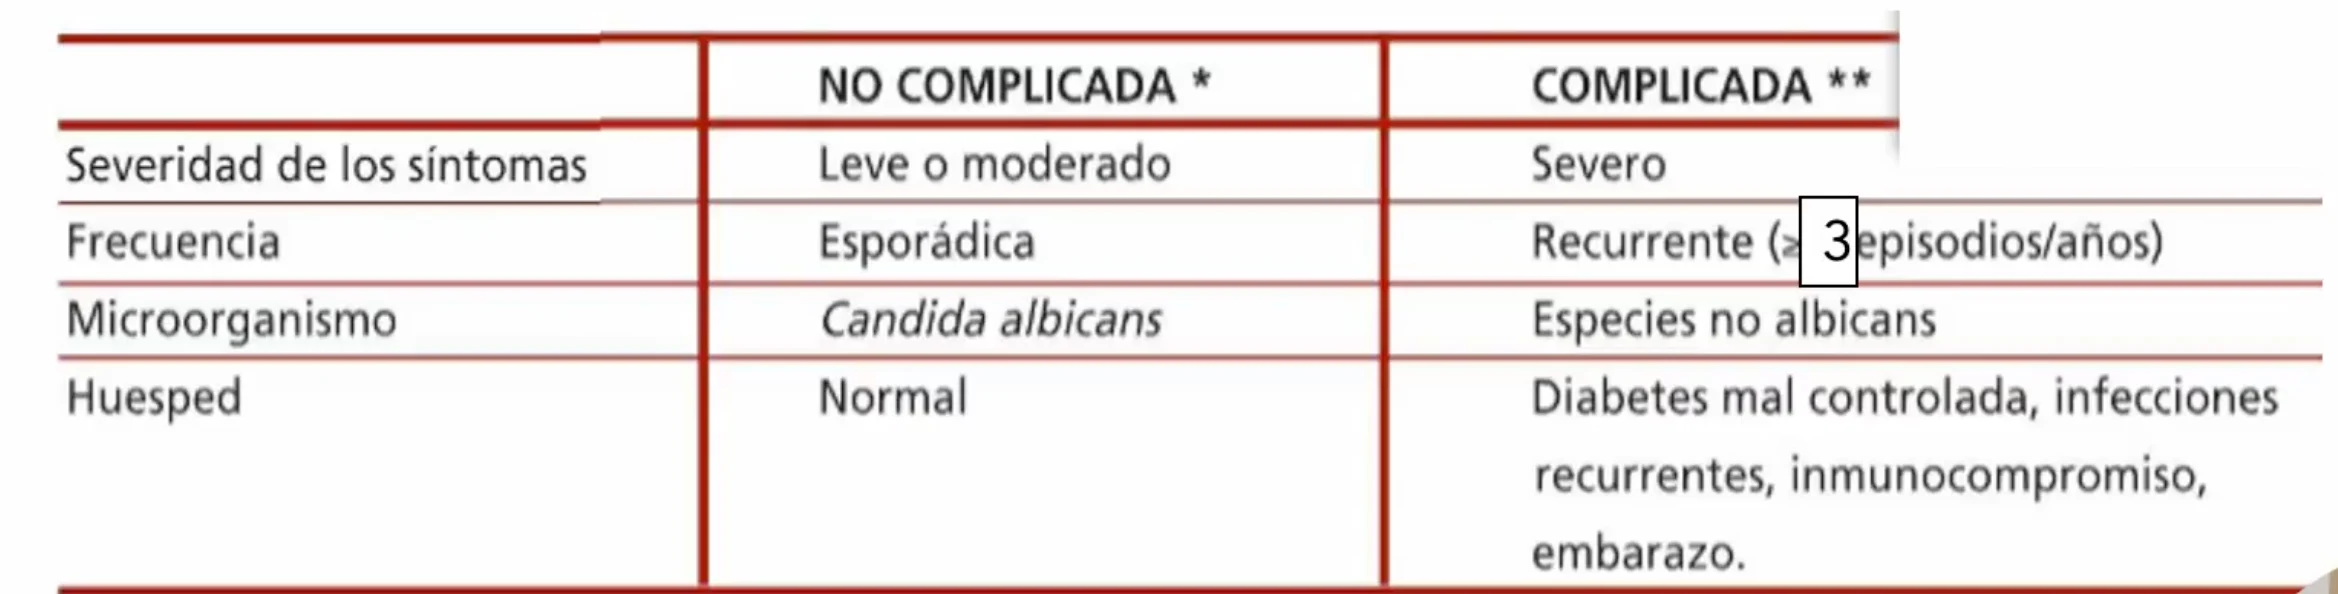 NO COMPLICADA * COMPLICADA **
Severidad de los síntomas Leve o moderado Severo
Frecuencia Esporádica Recurrente (≥ 3 episodios/años)
Microorganismo Candida albicans Especies no albicans
Huesped Normal Diabetes mal controlada, infecciones
recurrentes, inmunocompromiso,
embarazo.